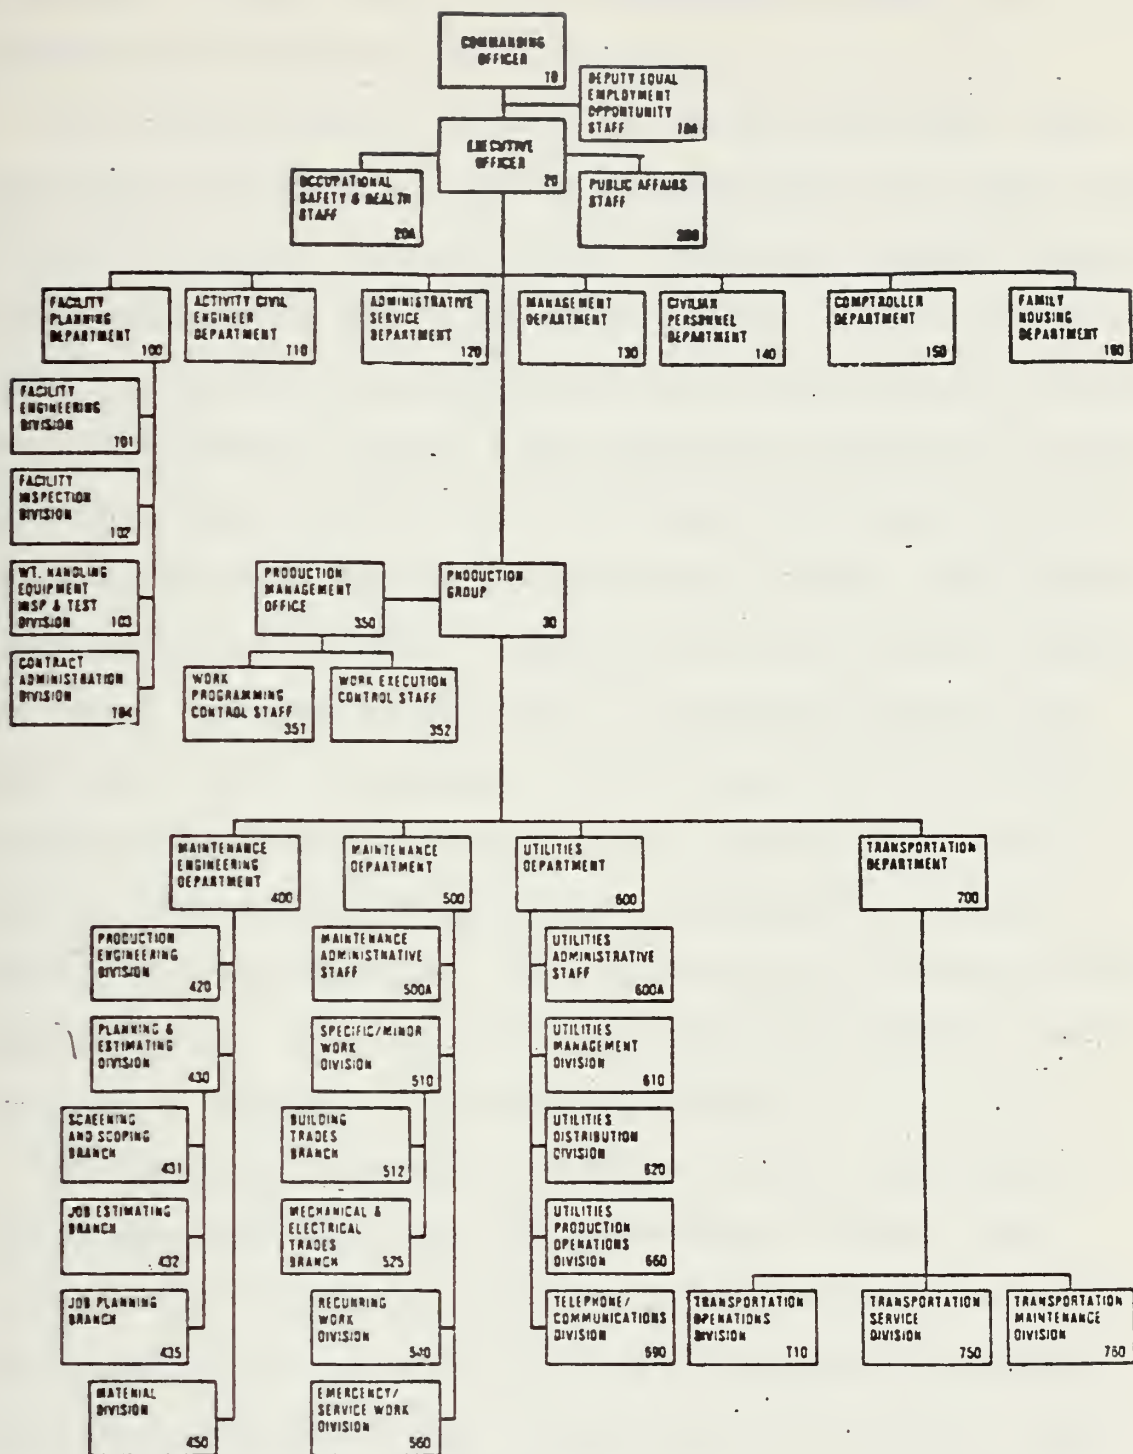 COMMANDING
OFFICER
10
DEPUTY EQUAL
EMPLOYMENT
OPPORTUNITY
STAFF
EXECUTIVE
OFFICER
20
OCCUPATIONAL
SAFETY & HEALTH
STAFF
20A
PUBLIC AFFAIRS
STAFF
20B
FACILITY
PLANNING
DEPARTMENT
100
ACTIVITY CIVIL
ENGINEER
DEPARTMENT
110
ADMINISTRATIVE
SERVICE
DEPARTMENT
120
MANAGEMENT
DEPARTMENT
130
CIVILIAN
PERSONNEL
DEPARTMENT
140
COMPTROLLER
DEPARTMENT
150
FAMILY
HOUSING
DEPARTMENT
160
FACILITY
ENGINEERING
DIVISION
101
FACILITY
INSPECTION
DIVISION
102
WT. HANDLING
EQUIPMENT
INSP & TEST
DIVISION 103
CONTRACT
ADMINISTRATION
DIVISION
104
PRODUCTION
MANAGEMENT
OFFICE
350
PRODUCTION
GROUP
30
WORK
PROGRAMMING
CONTROL STAFF
351
WORK EXECUTION
CONTROL STAFF
352
MAINTENANCE
ENGINEERING
DEPARTMENT
400
MAINTENANCE
DEPARTMENT
500
UTILITIES
DEPARTMENT
600
TRANSPORTATION
DEPARTMENT
700
PRODUCTION
ENGINEERING
DIVISION
420
PLANNING &
ESTIMATING
DIVISION
430
SCREENING
AND SCOPING
BRANCH
431
JOB ESTIMATING
BRANCH
432
JOB PLANNING
BRANCH
435
MATERIAL
DIVISION
450
MAINTENANCE
ADMINISTRATIVE
STAFF
500A
SPECIFIC/MINOR
WORK
DIVISION
510
BUILDING
TRADES
BRANCH
512
MECHANICAL &
ELECTRICAL
TRADES
BRANCH 525
RECURRING
WORK
DIVISION
540
EMERGENCY/
SERVICE WORK
DIVISION
560
UTILITIES
ADMINISTRATIVE
STAFF
600A
UTILITIES
MANAGEMENT
DIVISION
610
UTILITIES
DISTRIBUTION
DIVISION
620
UTILITIES
PRODUCTION
OPERATIONS
DIVISION 660
TELEPHONE/
COMMUNICATIONS
DIVISION
690
TRANSPORTATION
OPERATIONS
DIVISION
710
TRANSPORTATION
SERVICE
DIVISION
750
TRANSPORTATION
MAINTENANCE
DIVISION
760